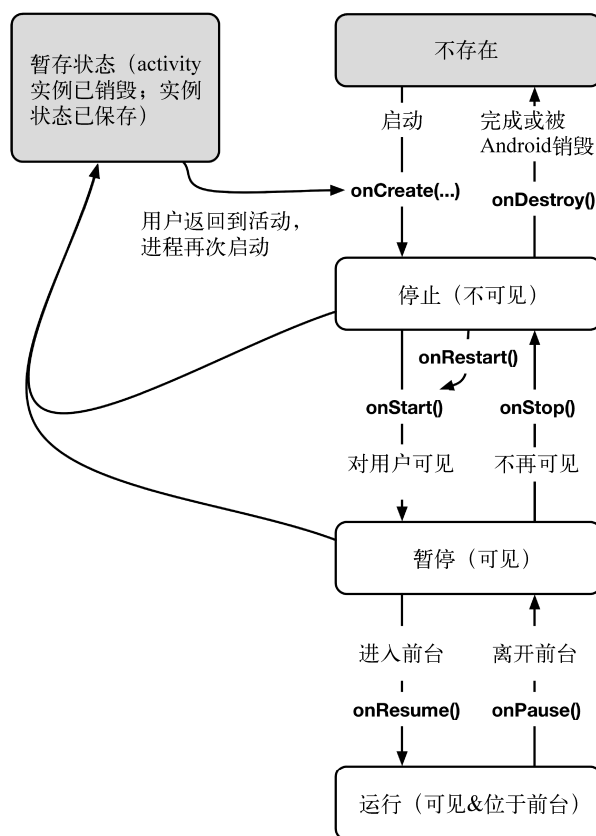 暂存状态（activity
实例已销毁；实例
状态已保存）
不存在
启动
完成或被
Android销毁
onCreate(...)
onDestroy()
用户返回到活动，
进程再次启动
停止（不可见）
onRestart()
onStart()
onStop()
对用户可见
不再可见
暂停（可见）
进入前台
离开前台
onResume()
onPause()
运行（可见&位于前台）